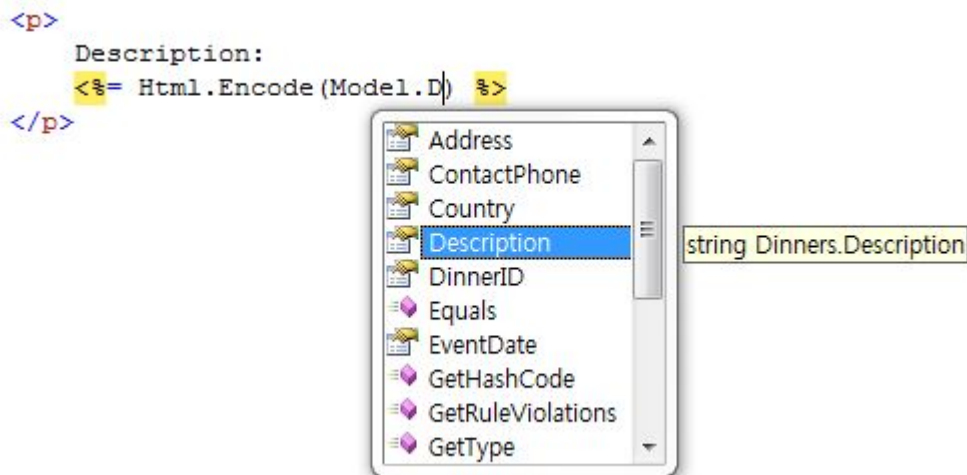 <p>
Description:
<%= Html.Encode(Model.D) %>
</p>
Address
ContactPhone
Country
Description
string Dinners.Description
DinnerID
Equals
EventDate
GetHashCode
GetRuleViolations
GetType